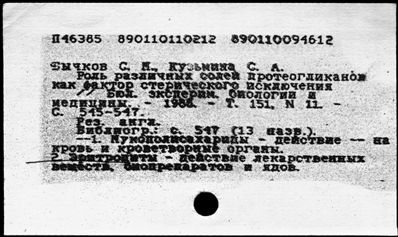 П46385 890110110212 890110094612
Бычков С. М., Кузьмина С. А.
Роль различных солей протеогликанов
как фактор стерического исключения
// Бюл. эксперим. биологии и
медицины. - 1986. - Т. 151, N 11 -
С. 545-547.
Рез. англ.
Библиогр.: с. 547 (13 назв.).
--1. Мукополисахариды - действие -- на
кровь и кроветворные органы.
2. Эритроциты - действие лекарственных
веществ, биопрепаратов и ядов.